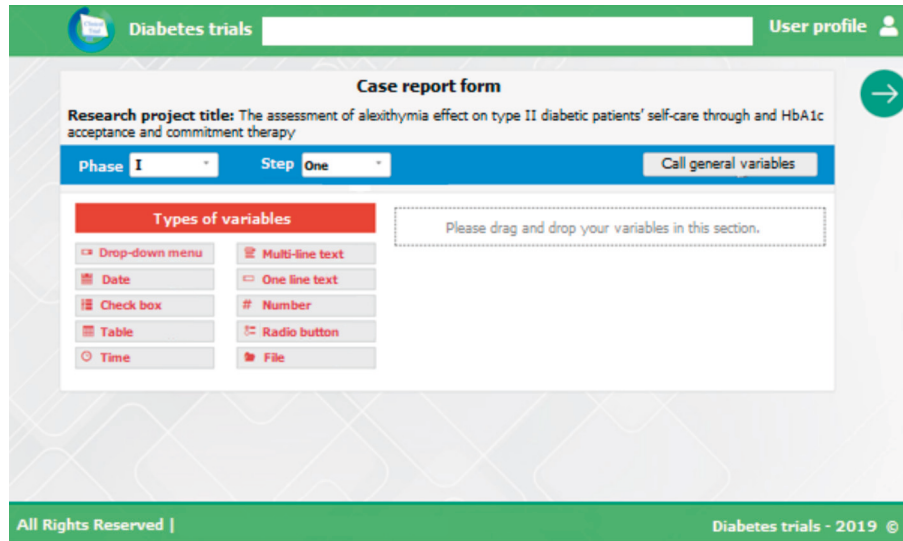 Diabetes trials
User profile
Case report form
Research project title: The assessment of alexithymia effect on type II diabetic patients' self-care through and HbA1c
acceptance and commitment therapy
Phase I Step One Call general variables
Types of variables
Please drag and drop your variables in this section.
Drop-down menu Multi-line text
Date One line text
Check box # Number
Table Radio button
Time File
All Rights Reserved | Diabetes trials - 2019 ©